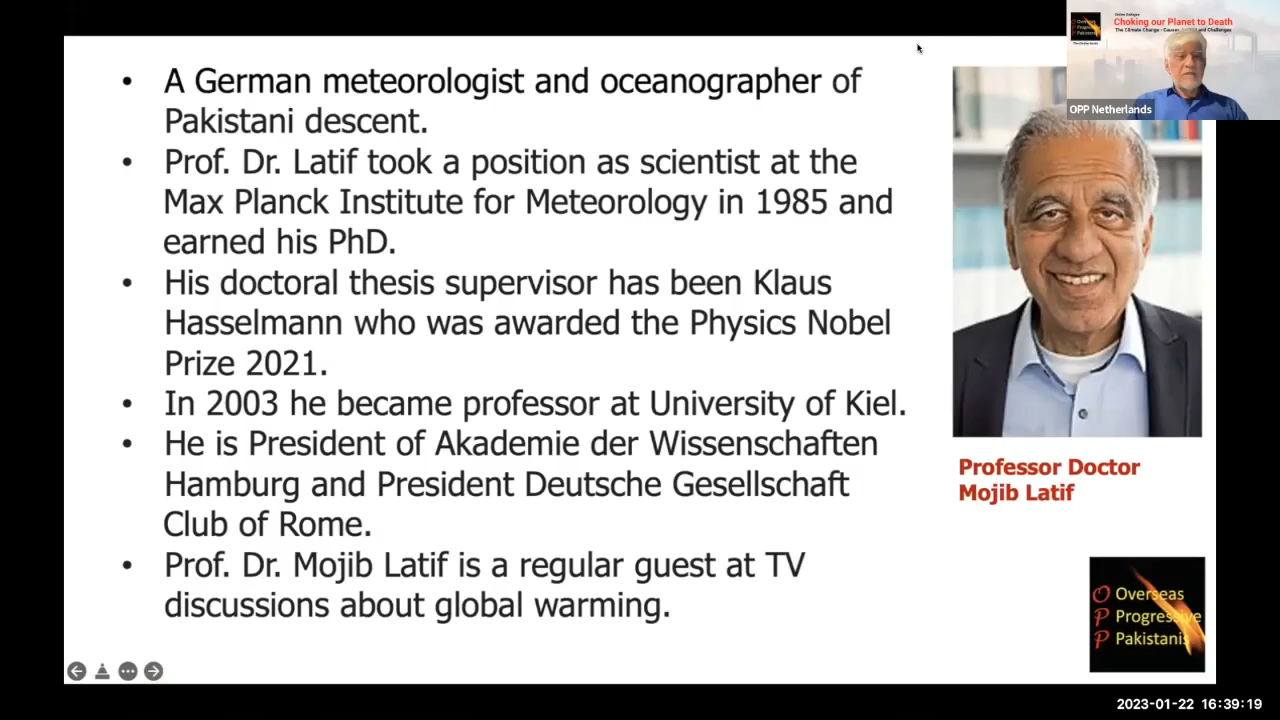 Online Dialogue
Choking our Planet to Death
OPP Netherlands
• A German meteorologist and oceanographer of
Pakistani descent.
• Prof. Dr. Latif took a position as scientist at the
Max Planck Institute for Meteorology in 1985 and
earned his PhD.
• His doctoral thesis supervisor has been Klaus
Hasselmann who was awarded the Physics Nobel
Prize 2021.
• In 2003 he became professor at University of Kiel.
• He is President of Akademie der Wissenschaften
Hamburg and President Deutsche Gesellschaft
Club of Rome.
• Prof. Dr. Mojib Latif is a regular guest at TV
discussions about global warming.
Professor Doctor
Mojib Latif
O Overseas
P Progressive
P Pakistanis
2023-01-22 16:39:19